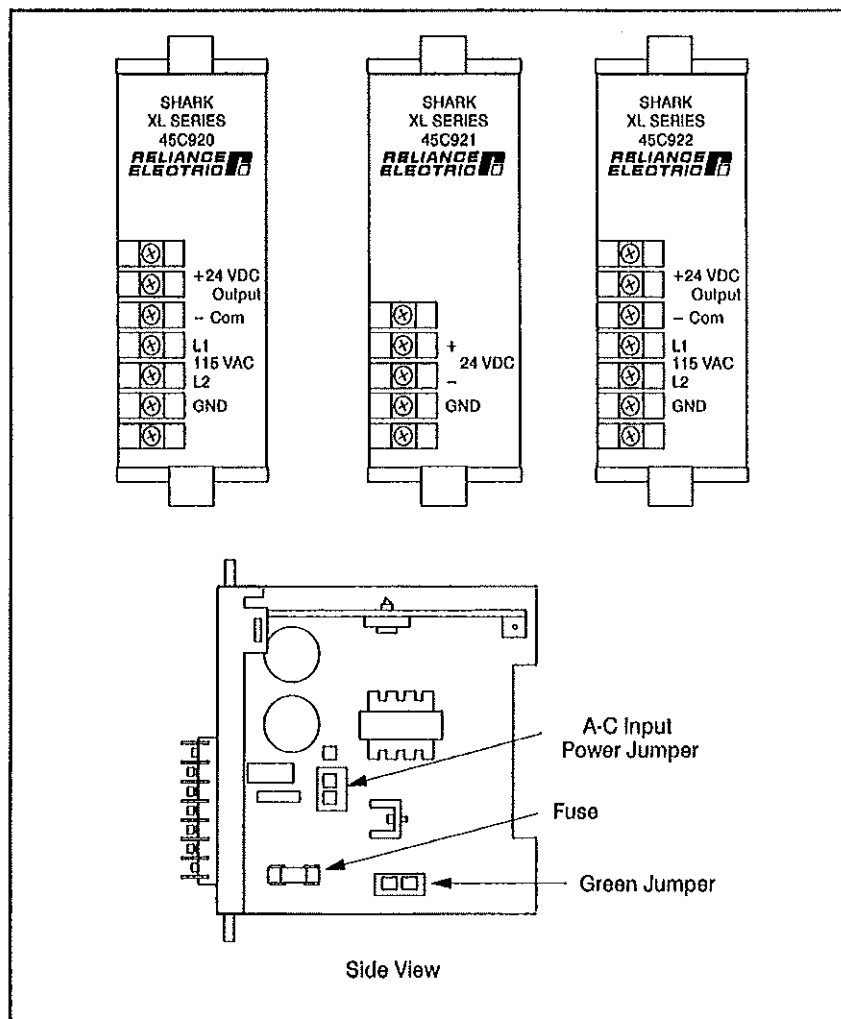 SHARK
XL SERIES
45C920
RELIANCE
ELECTRIC
+24 VDC
Output
– Com
L1
115 VAC
L2
GND
SHARK
XL SERIES
45C921
RELIANCE
ELECTRIC
+
24 VDC
–
GND
SHARK
XL SERIES
45C922
RELIANCE
ELECTRIC
+24 VDC
Output
– Com
L1
115 VAC
L2
GND
A-C Input
Power Jumper
Fuse
Green Jumper
Side View